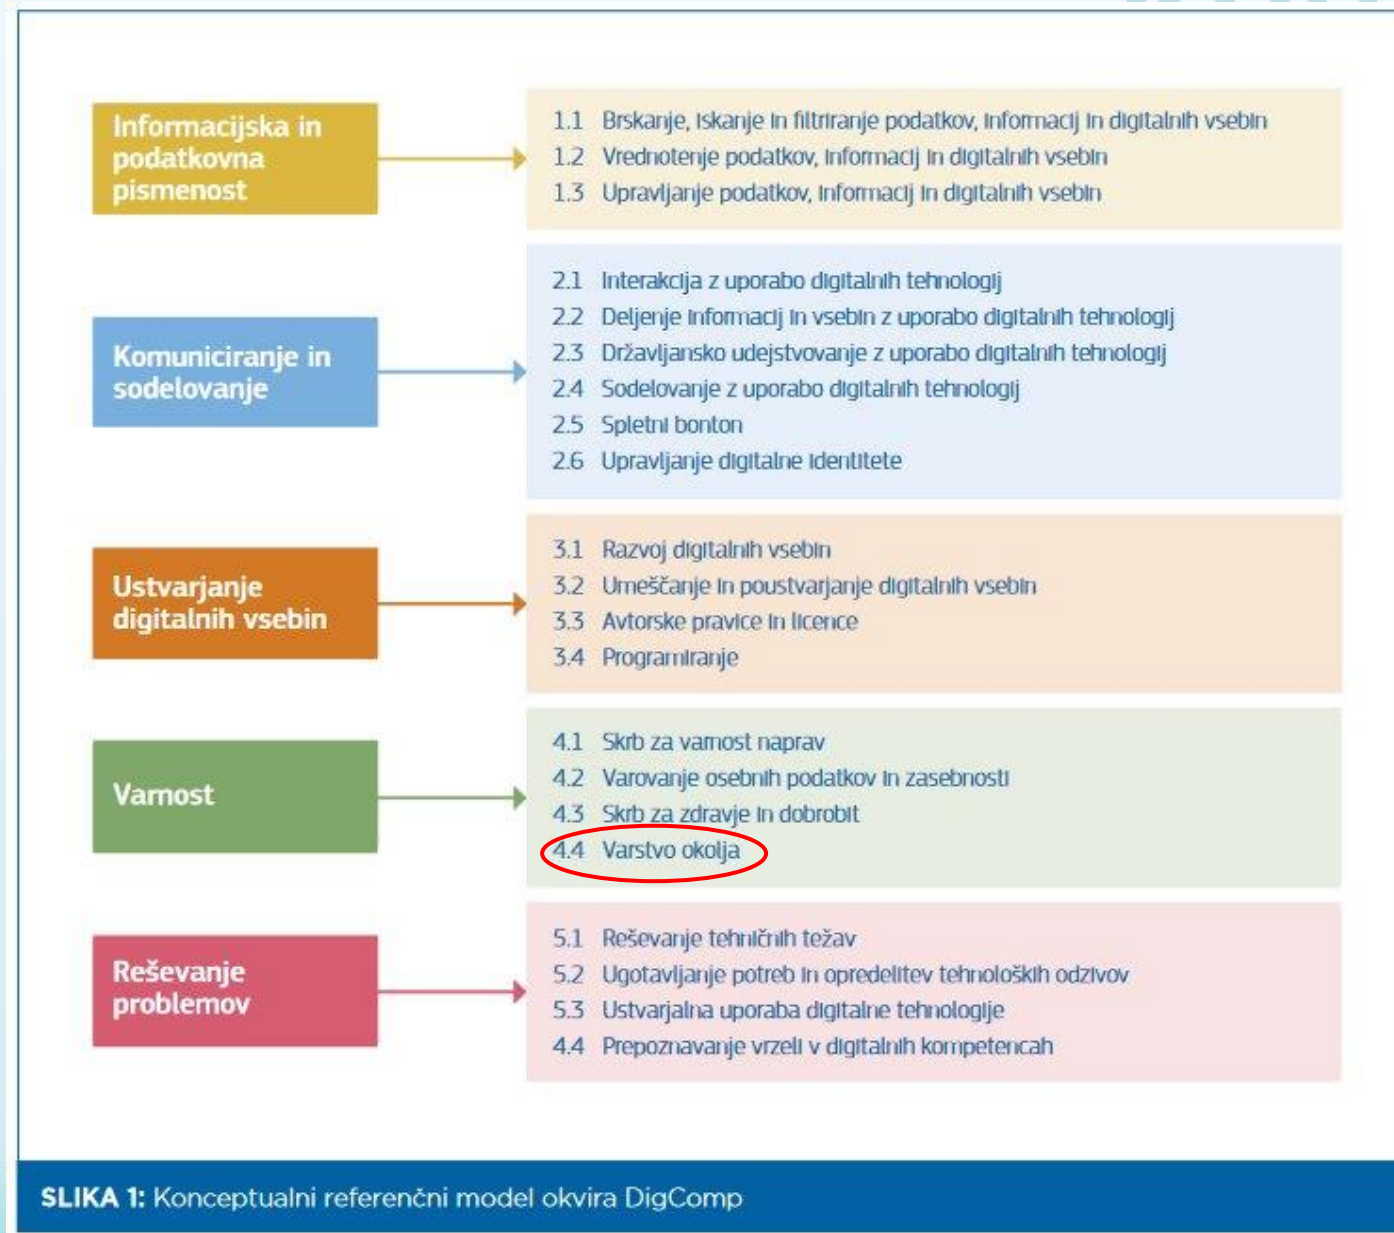 Informacijska in
podatkovna
pismenost
1.1 Brskanje, iskanje in filtriranje podatkov, informacij in digitalnih vsebin
1.2 Vrednotenje podatkov, informacij in digitalnih vsebin
1.3 Upravljanje podatkov, informacij in digitalnih vsebin
Komuniciranje in
sodelovanje
2.1 Interakcija z uporabo digitalnih tehnologij
2.2 Deljenje informacij in vsebin z uporabo digitalnih tehnologij
2.3 Državljansko udejstvovanje z uporabo digitalnih tehnologij
2.4 Sodelovanje z uporabo digitalnih tehnologij
2.5 Spletni bonton
2.6 Upravljanje digitalne identitete
Ustvarjanje
digitalnih vsebin
3.1 Razvoj digitalnih vsebin
3.2 Umeščanje in poustvarjanje digitalnih vsebin
3.3 Avtorske pravice in licence
3.4 Programiranje
Varnost
4.1 Skrb za varnost naprav
4.2 Varovanje osebnih podatkov in zasebnosti
4.3 Skrb za zdravje in dobrobit
4.4 Varstvo okolja
Reševanje
problemov
5.1 Reševanje tehničnih težav
5.2 Ugotavljanje potreb in opredelitev tehnoloških odzivov
5.3 Ustvarjalna uporaba digitalne tehnologije
4.4 Prepoznavanje vrzeli v digitalnih kompetencah
SLIKA 1: Konceptualni referenčni model okvira DigComp